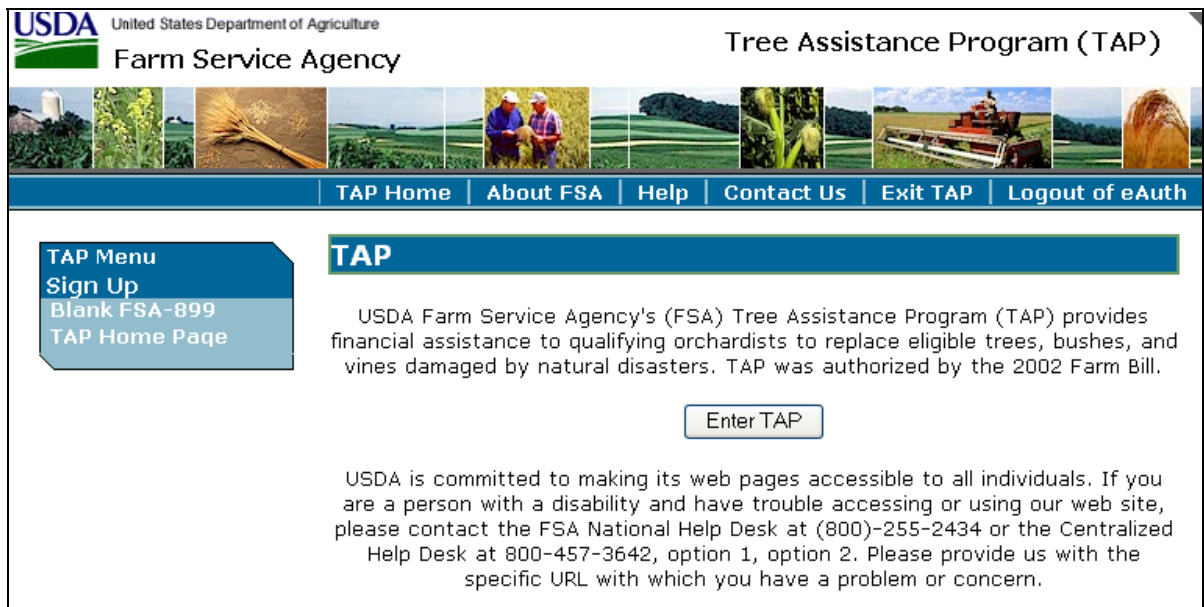 USDA United States Department of Agriculture
Farm Service Agency
Tree Assistance Program (TAP)
TAP Home | About FSA | Help | Contact Us | Exit TAP | Logout of eAuth
TAP Menu
Sign Up
Blank FSA-899
TAP Home Page
TAP
USDA Farm Service Agency's (FSA) Tree Assistance Program (TAP) provides
financial assistance to qualifying orchardists to replace eligible trees, bushes, and
vines damaged by natural disasters. TAP was authorized by the 2002 Farm Bill.
Enter TAP
USDA is committed to making its web pages accessible to all individuals. If you
are a person with a disability and have trouble accessing or using our web site,
please contact the FSA National Help Desk at (800)-255-2434 or the Centralized
Help Desk at 800-457-3642, option 1, option 2. Please provide us with the
specific URL with which you have a problem or concern.